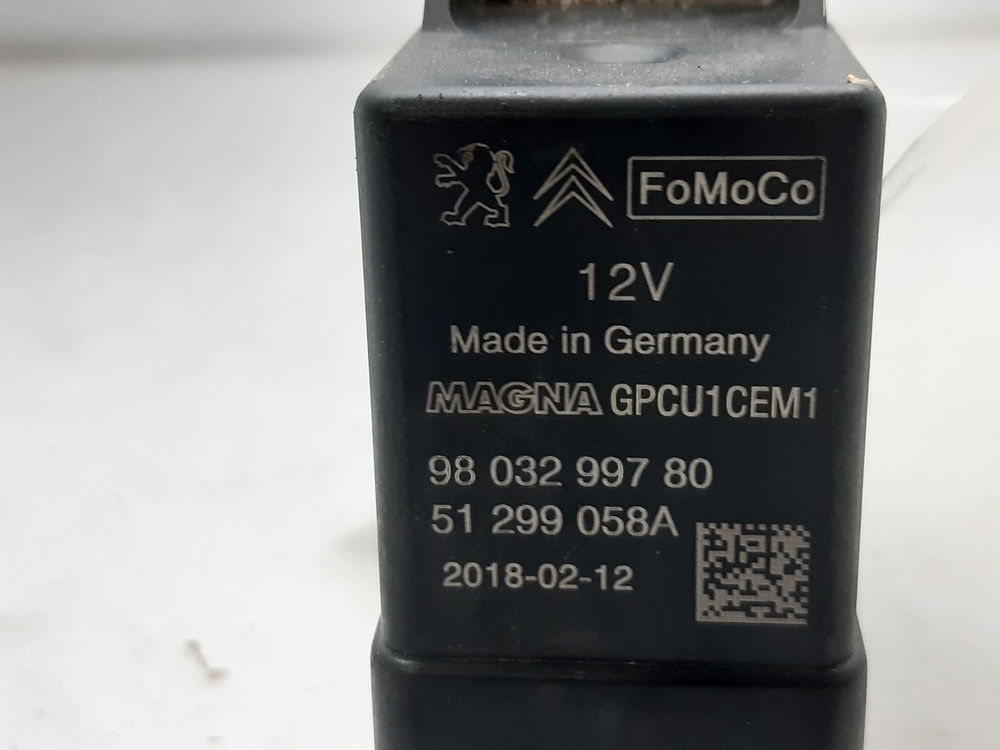 FoMoCo
12V
Made in Germany
MAGNA GPCU1CEM1
98 032 997 80
51 299 058A
2018-02-12